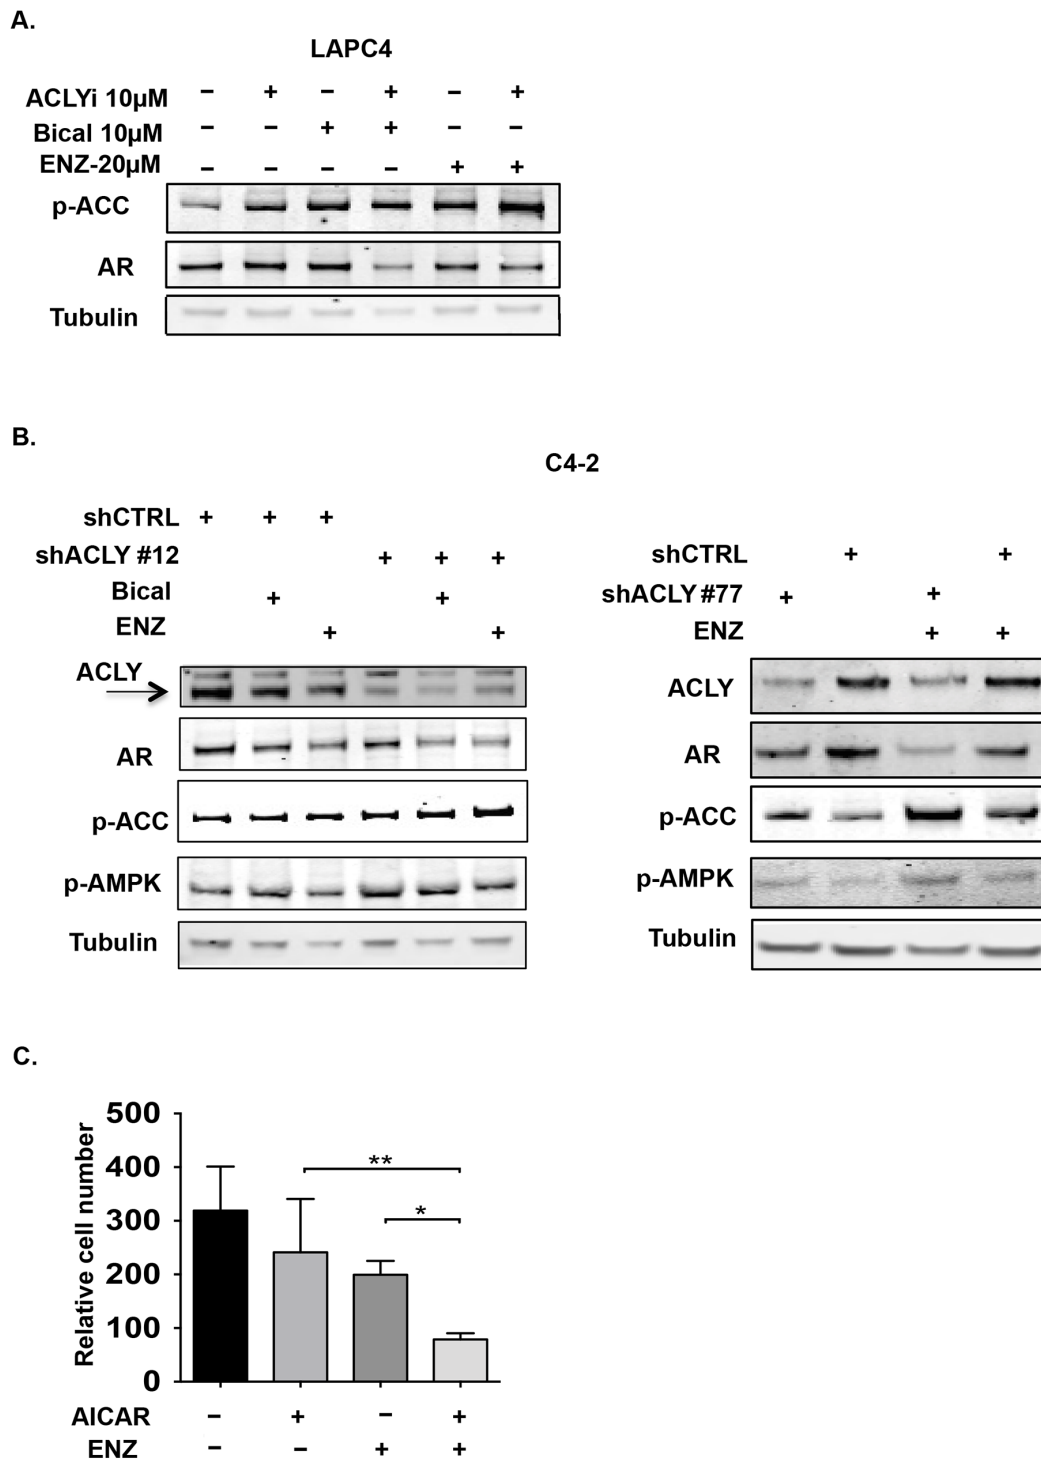 A.
LAPC4
ACLYi 10µM − + − + − +
Bical 10µM − − + + − −
ENZ-20µM − − − − + +
p-ACC
AR
Tubulin
B.
C4-2
shCTRL + + +
shACLY #12 + + +
Bical + +
ENZ + +
ACLY
AR
p-ACC
p-AMPK
Tubulin
shCTRL + +
shACLY #77 + +
ENZ + +
ACLY
AR
p-ACC
p-AMPK
Tubulin
C.
Relative cell number
500
400
300
200
100
0
**
*
AICAR − + − +
ENZ − − + +